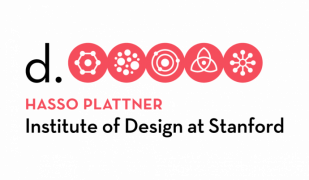 d.
HASSO PLATTNER
Institute of Design at Stanford